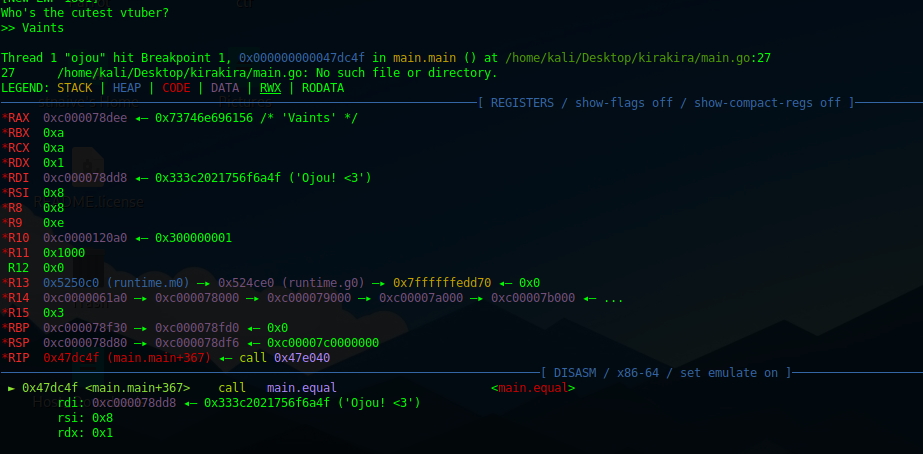 Who's the cutest vtuber?
>> Vaints
Thread 1 "ojou" hit Breakpoint 1, 0x000000000047dc4f in main.main () at /home/kali/Desktop/kirakira/main.go:27
27      /home/kali/Desktop/kirakira/main.go: No such file or directory.
LEGEND: STACK | HEAP | CODE | DATA | RWX | RODATA
[ REGISTERS / show-flags off / show-compact-regs off ]
*RAX  0xc000078dee ◂— 0x73746e696156 /* 'Vaints' */
*RBX  0xa
*RCX  0xa
*RDX  0x1
*RDI  0xc000078dd8 ◂— 0x333c2021756f6a4f ('Ojou! <3')
*RSI  0x8
*R8   0x8
*R9   0xe
*R10  0xc0000120a0 ◂— 0x300000001
*R11  0x1000
 R12  0x0
*R13  0x5250c0 (runtime.m0) —▸ 0x524ce0 (runtime.g0) —▸ 0x7ffffffedd70 ◂— 0x0
*R14  0xc0000061a0 —▸ 0xc000078000 —▸ 0xc000079000 —▸ 0xc00007a000 —▸ 0xc00007b000 ◂— ...
*R15  0x3
*RBP  0xc000078f30 —▸ 0xc000078fd0 ◂— 0x0
*RSP  0xc000078d80 —▸ 0xc000078df6 ◂— 0xc00007c0000000
*RIP  0x47dc4f (main.main+367) ◂— call 0x47e040
[ DISASM / x86-64 / set emulate on ]
 ► 0x47dc4f <main.main+367>    call   main.equal                      <main.equal>
        rdi: 0xc000078dd8 ◂— 0x333c2021756f6a4f ('Ojou! <3')
        rsi: 0x8
        rdx: 0x1